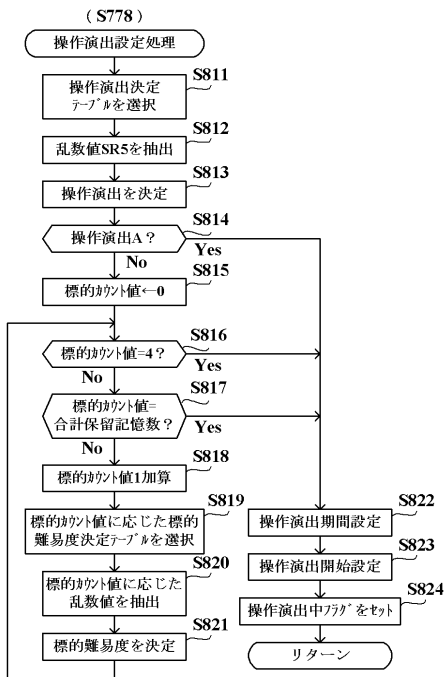 (S778)
操作演出設定処理
S811
操作演出決定
ﾃｰﾌﾞﾙを選択
S812
乱数値SR5を抽出
S813
操作演出を決定
S814
操作演出A？
Yes
No
S815
標的ｶｳﾝﾄ値←0
S816
標的ｶｳﾝﾄ値=4？
No
Yes
S817
標的ｶｳﾝﾄ値=
合計保留記憶数？
No
Yes
S818
標的ｶｳﾝﾄ値1加算
S819
標的ｶｳﾝﾄ値に応じた標的
難易度決定ﾃｰﾌﾞﾙを選択
S820
標的ｶｳﾝﾄ値に応じた
乱数値を抽出
S821
標的難易度を決定
S822
操作演出期間設定
S823
操作演出開始設定
S824
操作演出中ﾌﾗｸﾞをｾｯﾄ
リターン